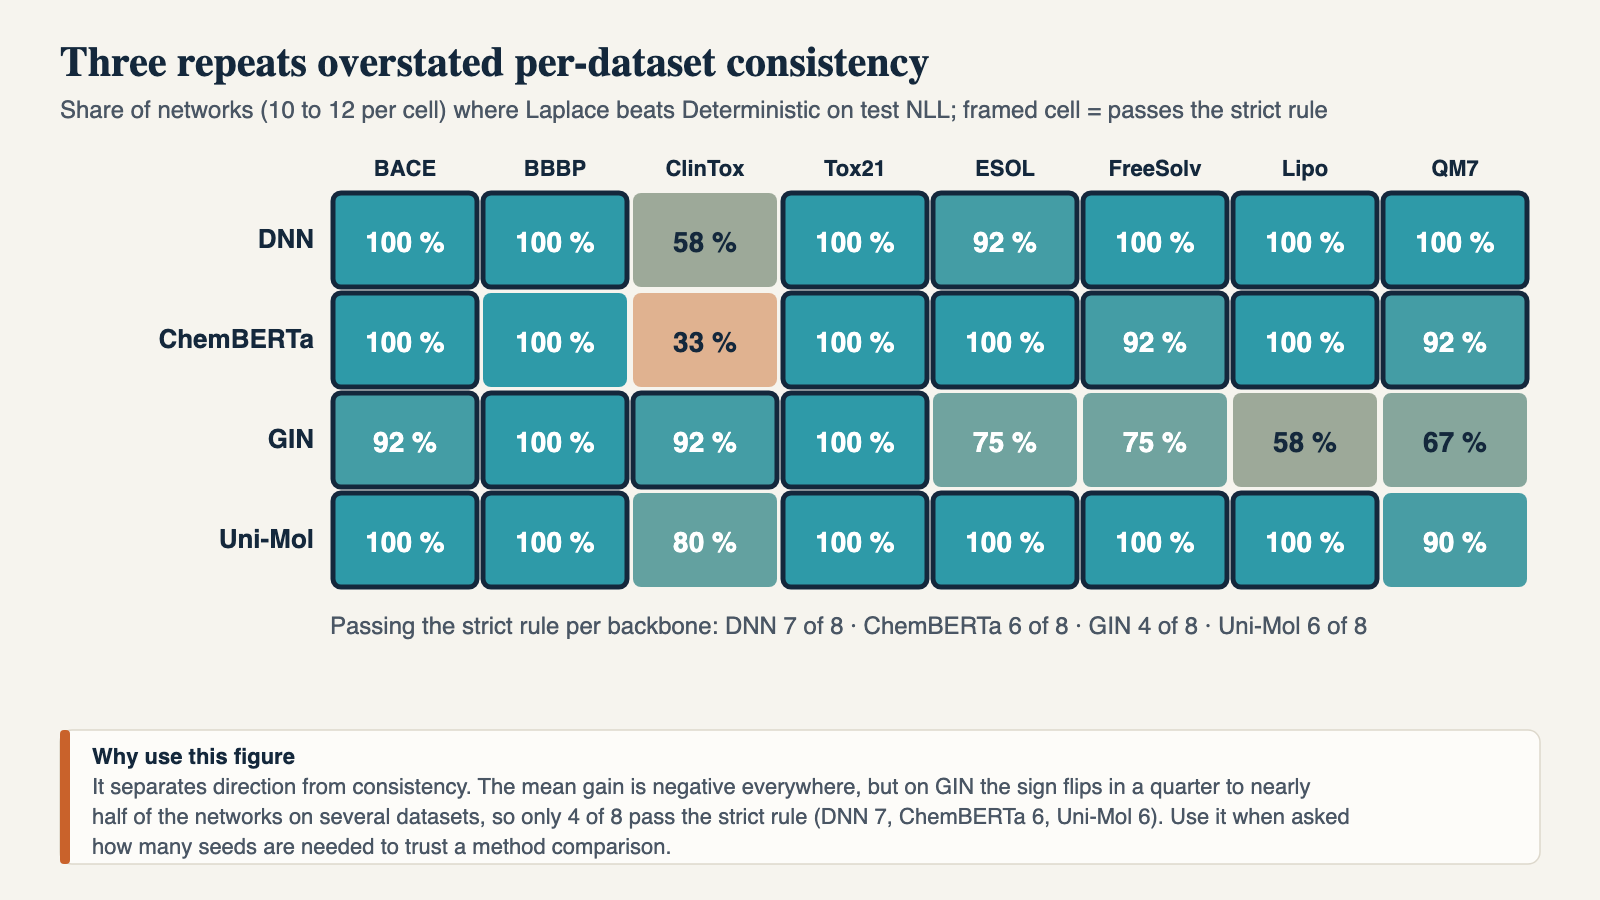 Three repeats overstated per-dataset consistency
Share of networks (10 to 12 per cell) where Laplace beats Deterministic on test NLL; framed cell = passes the strict rule
BACE BBBP ClinTox Tox21 ESOL FreeSolv Lipo QM7
DNN 100 % 100 % 58 % 100 % 92 % 100 % 100 % 100 %
ChemBERTa 100 % 100 % 33 % 100 % 100 % 92 % 100 % 92 %
GIN 92 % 100 % 92 % 100 % 75 % 75 % 58 % 67 %
Uni-Mol 100 % 100 % 80 % 100 % 100 % 100 % 100 % 90 %
Passing the strict rule per backbone: DNN 7 of 8 · ChemBERTa 6 of 8 · GIN 4 of 8 · Uni-Mol 6 of 8
Why use this figure
It separates direction from consistency. The mean gain is negative everywhere, but on GIN the sign flips in a quarter to nearly
half of the networks on several datasets, so only 4 of 8 pass the strict rule (DNN 7, ChemBERTa 6, Uni-Mol 6). Use it when asked
how many seeds are needed to trust a method comparison.